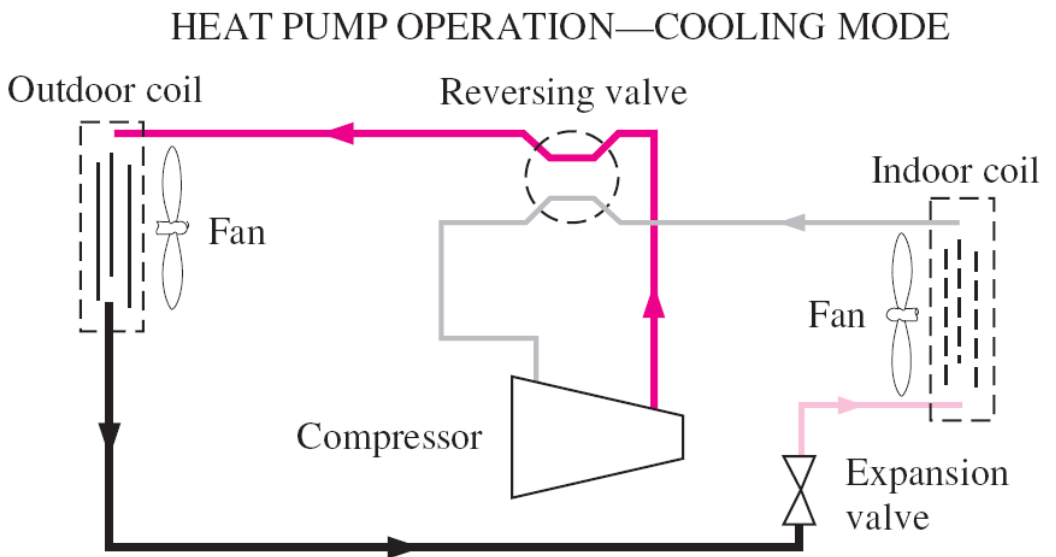 HEAT PUMP OPERATION—COOLING MODE
Outdoor coil
Reversing valve
Indoor coil
Fan
Fan
Compressor
Expansion
valve